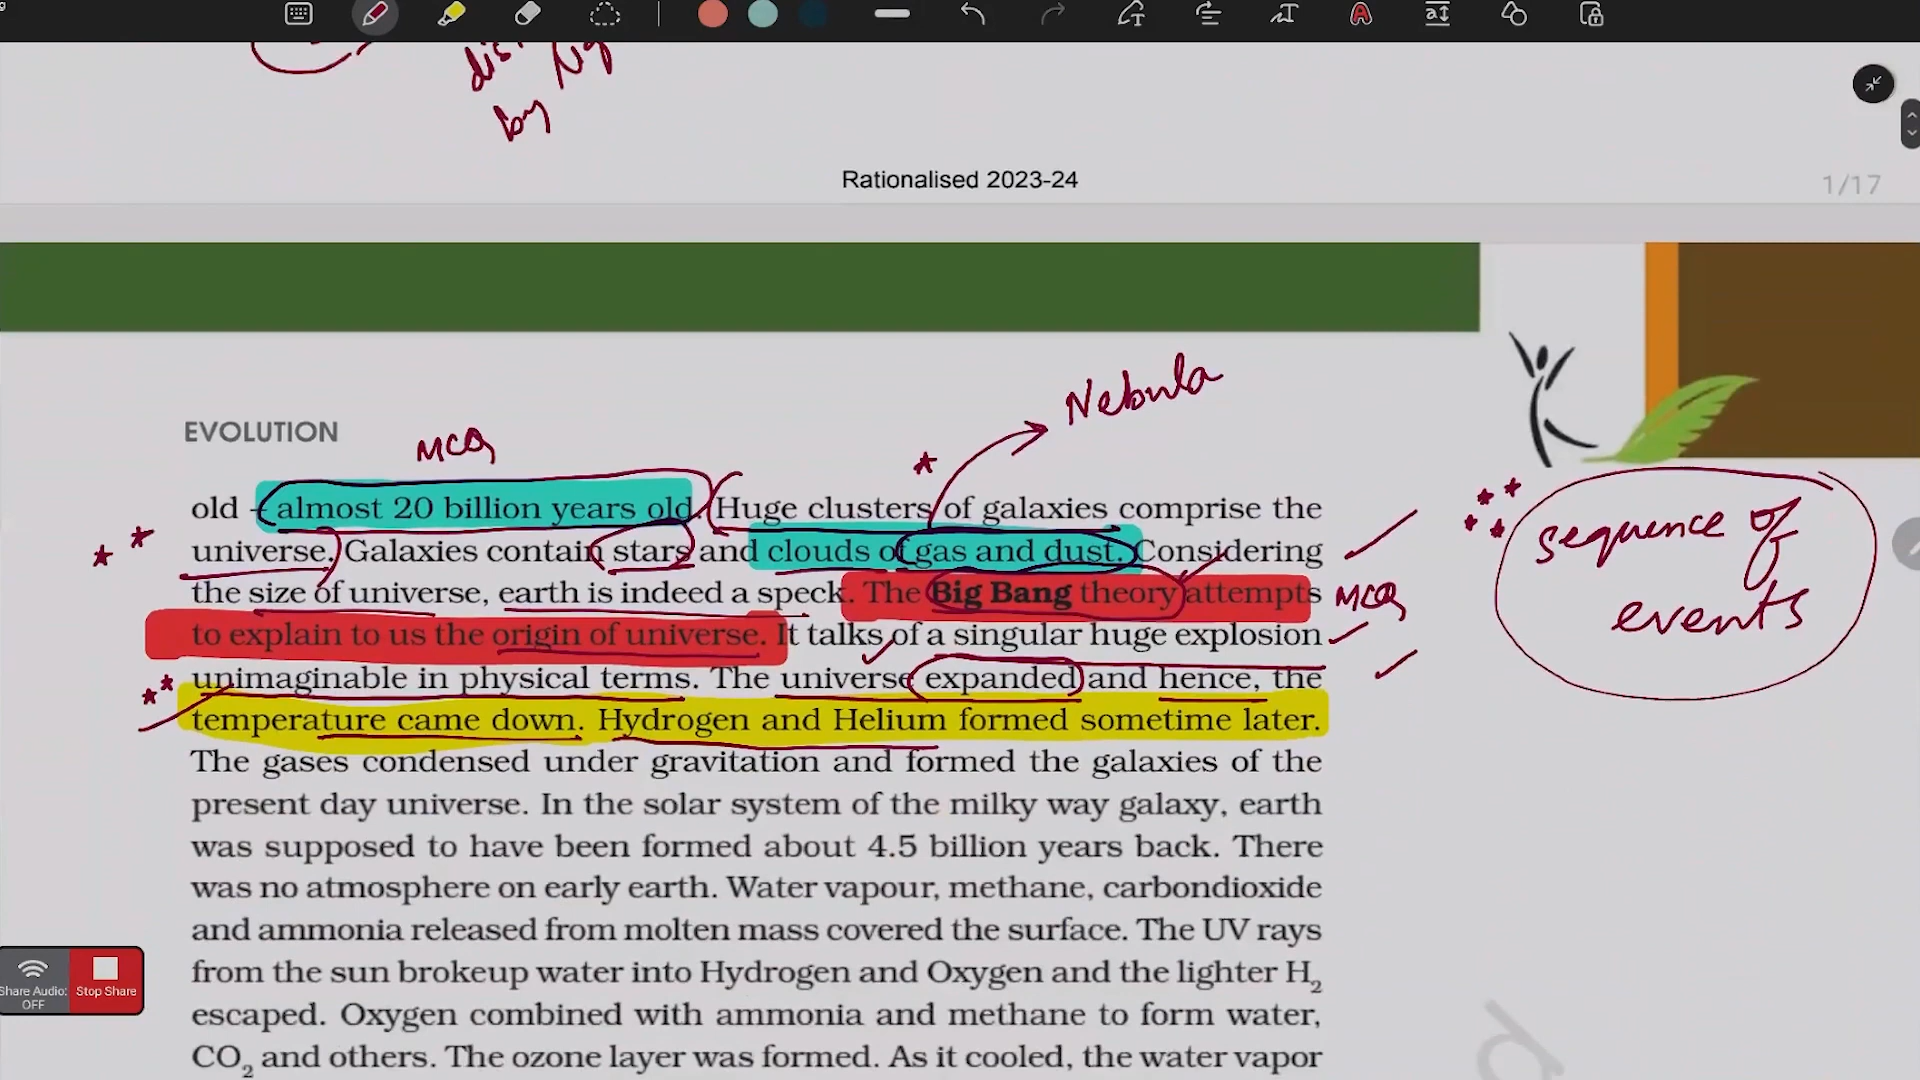 by
Rationalised 2023-24
1/17
Nebula
EVOLUTION
MCQ
old – almost 20 billion years old. Huge clusters of galaxies comprise the
universe. Galaxies contain stars and clouds of gas and dust. Considering
the size of universe, earth is indeed a speck. The Big Bang theory attempts
to explain to us the origin of universe. It talks of a singular huge explosion
unimaginable in physical terms. The universe expanded and hence, the
temperature came down. Hydrogen and Helium formed sometime later.
The gases condensed under gravitation and formed the galaxies of the
present day universe. In the solar system of the milky way galaxy, earth
was supposed to have been formed about 4.5 billion years back. There
was no atmosphere on early earth. Water vapour, methane, carbondioxide
and ammonia released from molten mass covered the surface. The UV rays
from the sun brokeup water into Hydrogen and Oxygen and the lighter H₂
escaped. Oxygen combined with ammonia and methane to form water,
CO₂ and others. The ozone layer was formed. As it cooled, the water vapor
MCQ
sequence of
events
Share Audio:
OFF
Stop Share